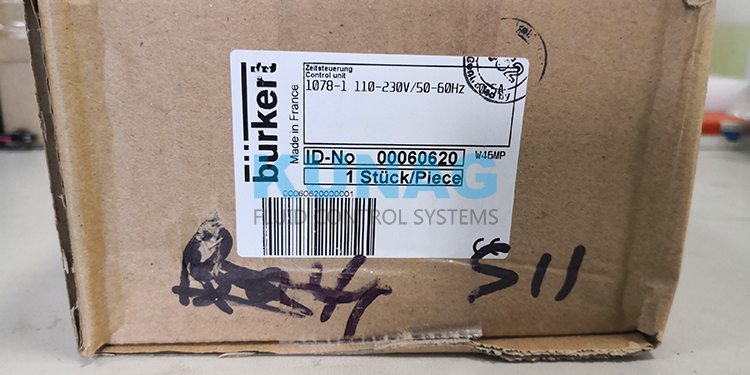 bürkert
Made in France
Zeitsteuerung
Control unit
1078-1 110-230V/50-60Hz
W46MP
ID-No 00060620
1 Stück/Piece
00060620000001
KUNAG
FLUID CONTROL SYSTEMS
S11